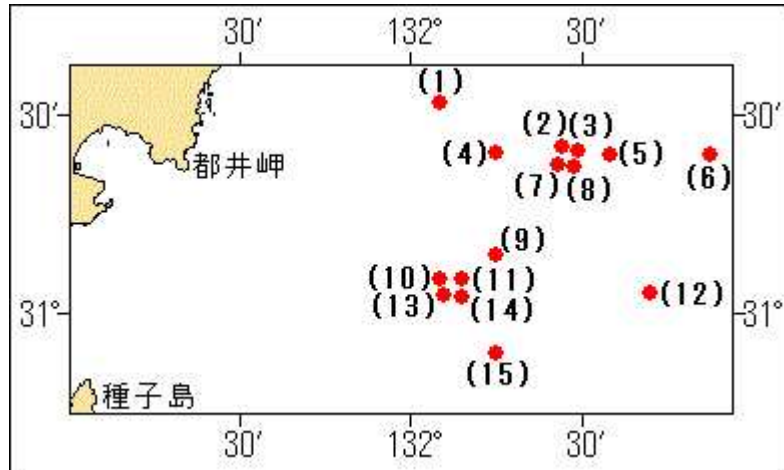 30′ 132° 30′
(1)
30′ 30′
(2) (3)
(4) (5)
都井岬 (6)
(7) (8)
(9)
(10) (11)
(12)
31° (13) (14) 31°
(15)
種子島
30′ 132° 30′